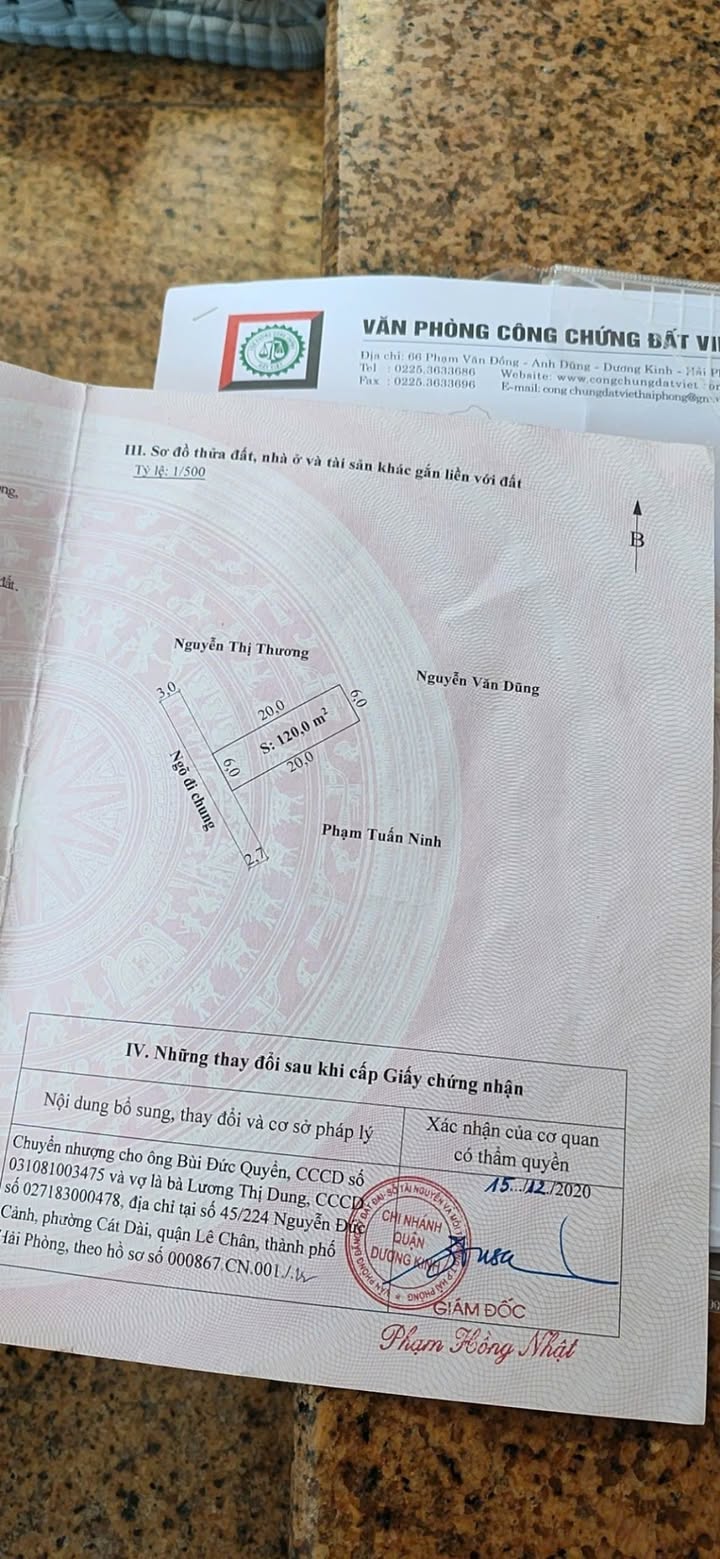 VĂN PHÒNG CÔNG CHỨNG ĐẤT VI
Địa chỉ: 66 Phạm Văn Đồng - Anh Dũng - Dương Kinh - Hải P
Tel : 0225.3633686 Website: www.congchungdatviet
Fax : 0225.3633696 E-mail: cong chungdatviethaiphong@gm
ng,
đất.
III. Sơ đồ thửa đất, nhà ở và tài sản khác gắn liền với đất
Tỷ lệ: 1/500
B
Nguyễn Thị Thương
Nguyễn Văn Dũng
3,0
20,0
6,0
S: 120,0 m²
6,0
20,0
Ngõ đi chung
Phạm Tuấn Ninh
2,7
IV. Những thay đổi sau khi cấp Giấy chứng nhận
Nội dung bổ sung, thay đổi và cơ sở pháp lý
Xác nhận của cơ quan
có thẩm quyền
Chuyển nhượng cho ông Bùi Đức Quyền, CCCD số
031081003475 và vợ là bà Lương Thị Dung, CCCD
số 027183000478, địa chỉ tại số 45/224 Nguyễn Đức
Cảnh, phường Cát Dài, quận Lê Chân, thành phố
Hải Phòng, theo hồ sơ số 000867.CN.001./.
15.../12./2020
CHI NHÁNH
QUẬN
DƯƠNG KINH
GIÁM ĐỐC
Phạm Hồng Nhật